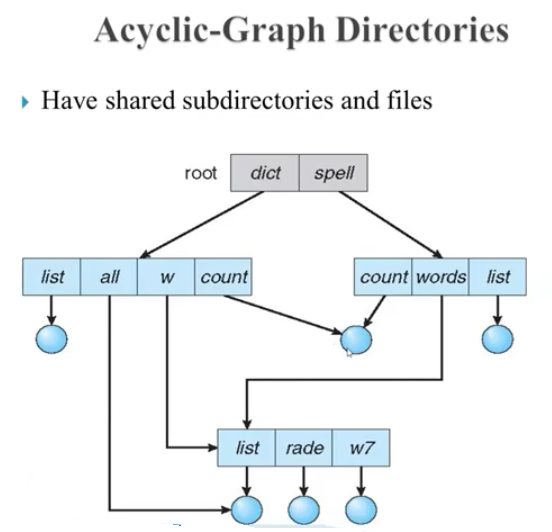 Acyclic-Graph Directories
Have shared subdirectories and files
root dict spell
list all w count count words list
list rade w7